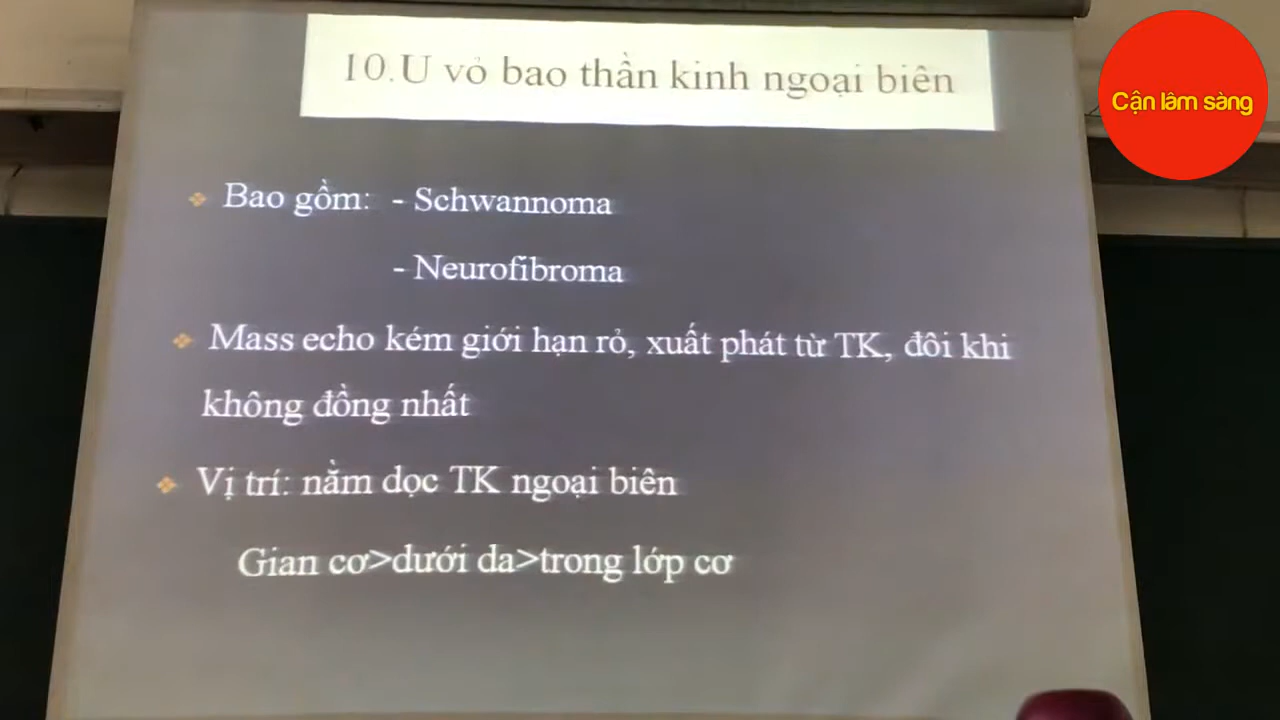 10.U vỏ bao thần kinh ngoại biên
Cận lâm sàng
Bao gồm: - Schwannoma
- Neurofibroma
Mass echo kém giới hạn rỏ, xuất phát từ TK, đôi khi
không đồng nhất
Vị trí: nằm dọc TK ngoại biên
Gian cơ>dưới da>trong lớp cơ